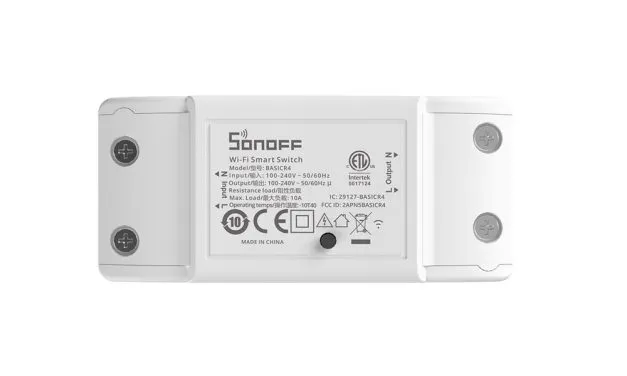 SONOFF
Wi-Fi Smart Switch
Model/型号: BASICR4
Input/输入: 100-240V ~ 50/60Hz
Output/输出: 100-240V ~ 50/60Hz μ
Resistance load/阻性负载
Max. Load/最大负载: 10A
Operating temps/操作温度: -10T40
N
Input
L
ETL
Intertek
5017124
IC: 29127-BASICR4
FCC ID: 2APN5BASICR4
N
Output
L
10
CE
MADE IN CHINA